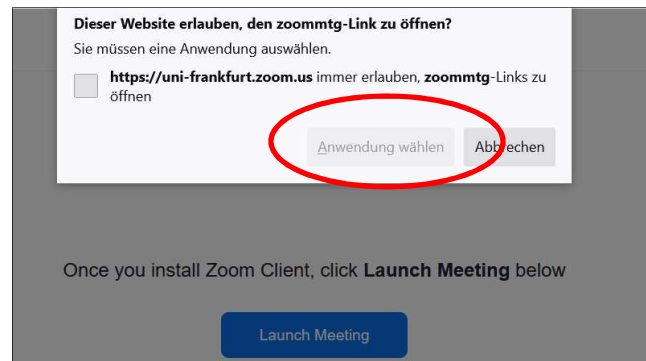 Dieser Website erlauben, den zoommtg-Link zu öffnen?
Sie müssen eine Anwendung auswählen.
https://uni-frankfurt.zoom.us immer erlauben, zoommtg-Links zu
öffnen
Anwendung wählen Abbrechen
Once you install Zoom Client, click Launch Meeting below
Launch Meeting